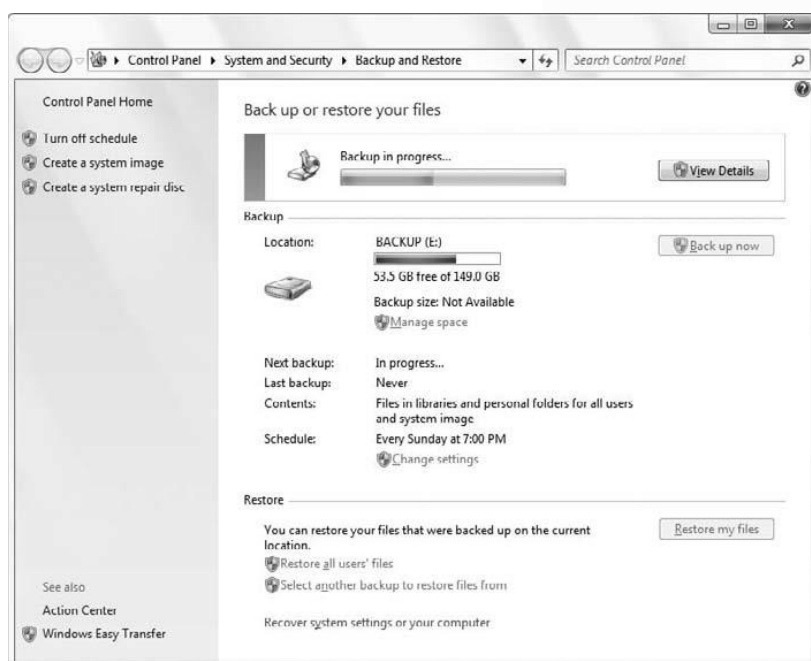 Control Panel ▸ System and Security ▸ Backup and Restore
Search Control Panel
Control Panel Home
Turn off schedule
Create a system image
Create a system repair disc
See also
Action Center
Windows Easy Transfer
Back up or restore your files
Backup in progress...
View Details
Backup
Location:
BACKUP (E:)
Back up now
53.5 GB free of 149.0 GB
Backup size: Not Available
Manage space
Next backup: In progress...
Last backup: Never
Contents: Files in libraries and personal folders for all users
and system image
Schedule: Every Sunday at 7:00 PM
Change settings
Restore
You can restore your files that were backed up on the current
location.
Restore my files
Restore all users' files
Select another backup to restore files from
Recover system settings or your computer